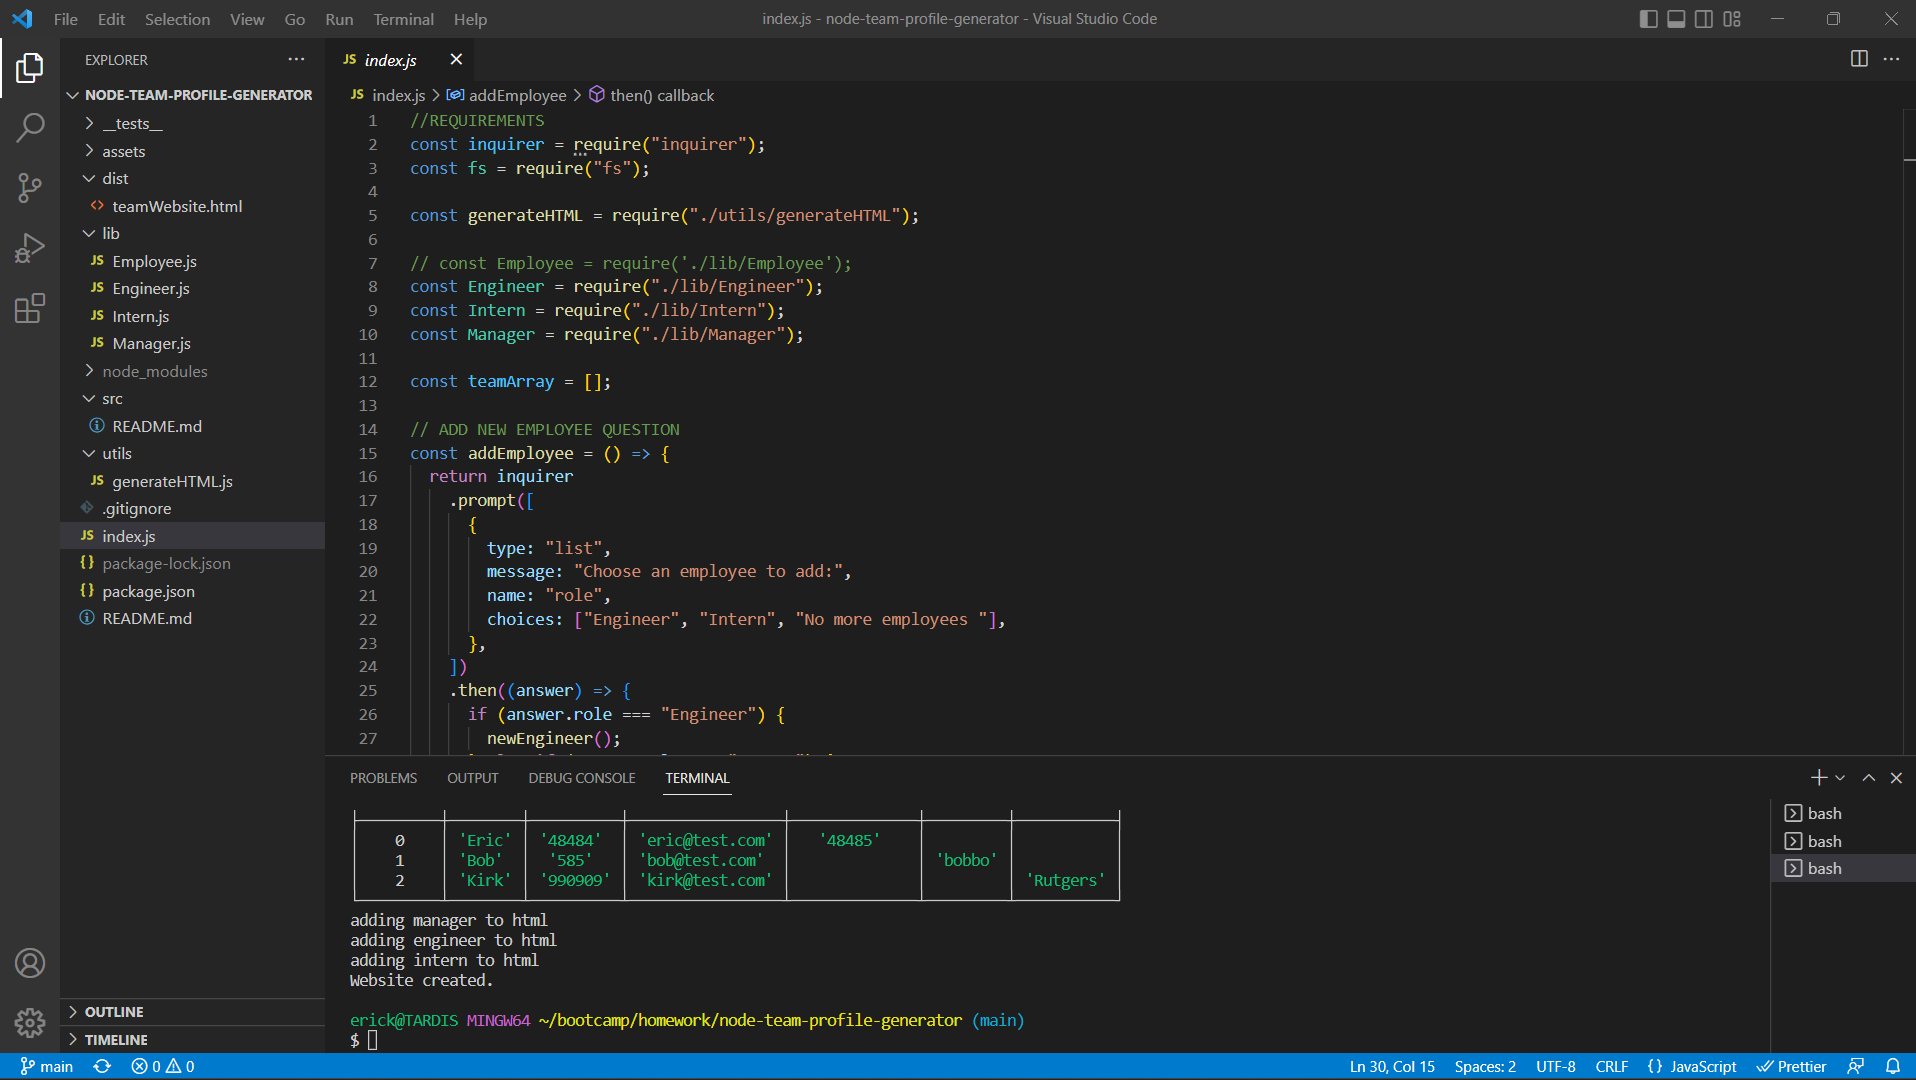 File Edit Selection View Go Run Terminal Help
index.js - node-team-profile-generator - Visual Studio Code
EXPLORER
NODE-TEAM-PROFILE-GENERATOR
__tests__
assets
dist
<> teamWebsite.html
lib
JS Employee.js
JS Engineer.js
JS Intern.js
JS Manager.js
node_modules
src
README.md
utils
JS generateHTML.js
.gitignore
JS index.js
{} package-lock.json
{} package.json
README.md
OUTLINE
TIMELINE
JS index.js
JS index.js > addEmployee > then() callback
1 //REQUIREMENTS
2 const inquirer = require("inquirer");
3 const fs = require("fs");
4
5 const generateHTML = require("./utils/generateHTML");
6
7 // const Employee = require('./lib/Employee');
8 const Engineer = require("./lib/Engineer");
9 const Intern = require("./lib/Intern");
10 const Manager = require("./lib/Manager");
11
12 const teamArray = [];
13
14 // ADD NEW EMPLOYEE QUESTION
15 const addEmployee = () => {
16 return inquirer
17 .prompt([
18 {
19 type: "list",
20 message: "Choose an employee to add:",
21 name: "role",
22 choices: ["Engineer", "Intern", "No more employees "],
23 },
24 ])
25 .then((answer) => {
26 if (answer.role === "Engineer") {
27 newEngineer();
PROBLEMS OUTPUT DEBUG CONSOLE TERMINAL
0 'Eric' '48484' 'eric@test.com' '48485'
1 'Bob' '585' 'bob@test.com' 'bobbo'
2 'Kirk' '990909' 'kirk@test.com' 'Rutgers'
adding manager to html
adding engineer to html
adding intern to html
Website created.
erick@TARDIS MINGW64 ~/bootcamp/homework/node-team-profile-generator (main)
$
bash
bash
bash
main 0 0
Ln 30, Col 15 Spaces: 2 UTF-8 CRLF {} JavaScript Prettier